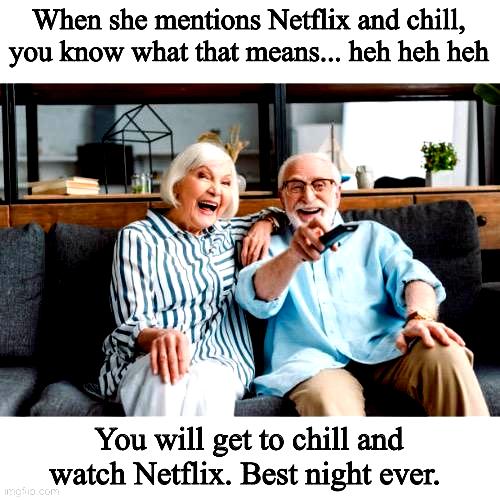 When she mentions Netflix and chill,
you know what that means... heh heh heh
You will get to chill and
watch Netflix. Best night ever.
imgflip.com